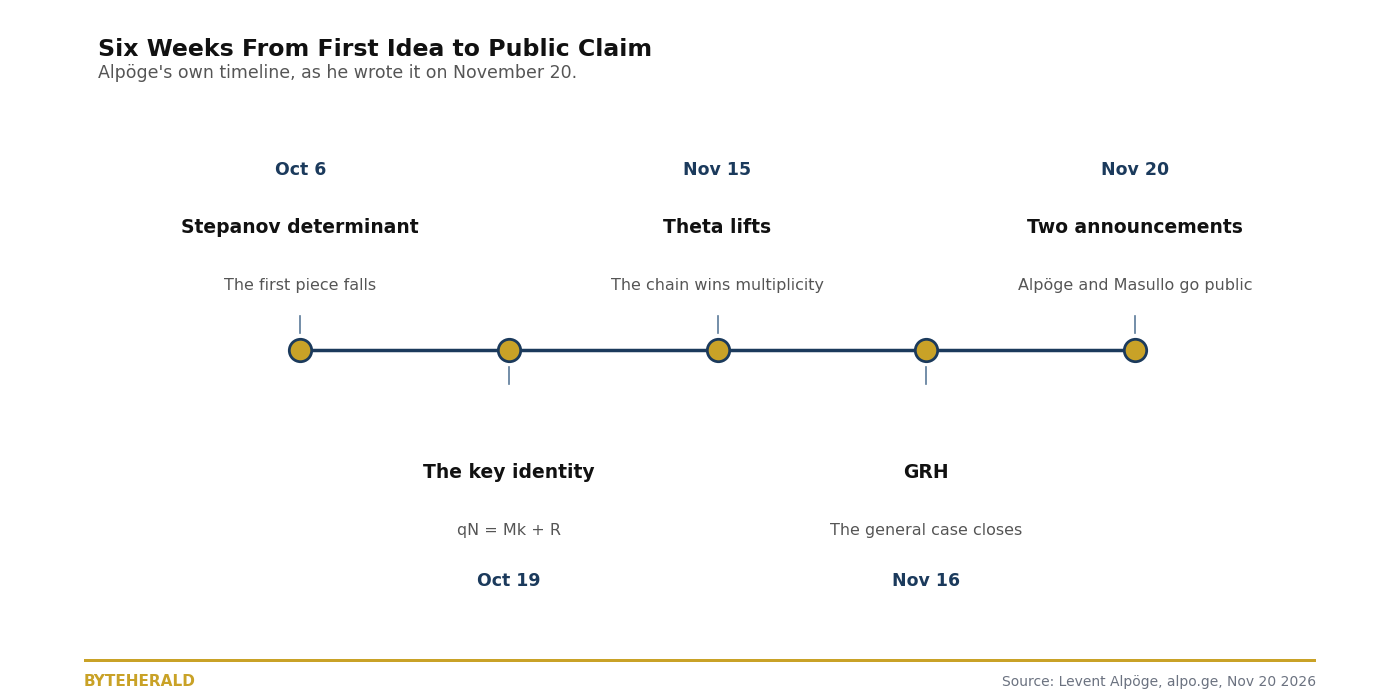 Six Weeks From First Idea to Public Claim
Alpöge's own timeline, as he wrote it on November 20.
Oct 6
Stepanov determinant
The first piece falls
Nov 15
Theta lifts
The chain wins multiplicity
Nov 20
Two announcements
Alpöge and Masullo go public
The key identity
qN = Mk + R
Oct 19
GRH
The general case closes
Nov 16
BYTEHERALD
Source: Levent Alpöge, alpo.ge, Nov 20 2026